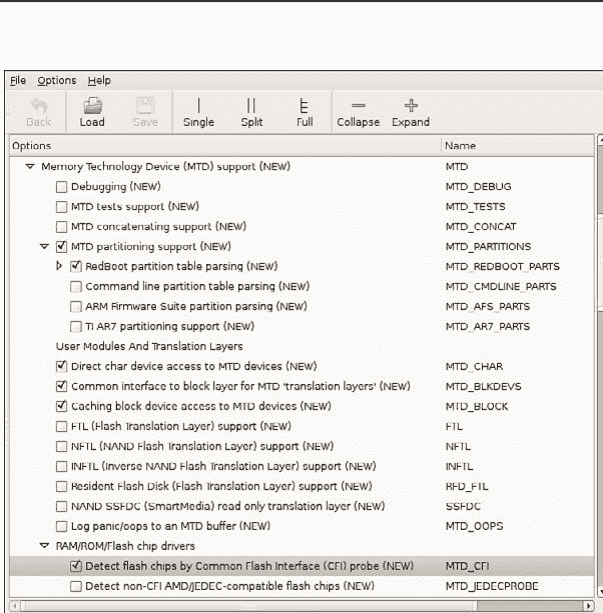 File Options Help
Back Load Save Single Split Full Collapse Expand
Options Name
Memory Technology Device (MTD) support (NEW) MTD
Debugging (NEW) MTD_DEBUG
MTD tests support (NEW) MTD_TESTS
MTD concatenating support (NEW) MTD_CONCAT
MTD partitioning support (NEW) MTD_PARTITIONS
RedBoot partition table parsing (NEW) MTD_REDBOOT_PARTS
Command line partition table parsing (NEW) MTD_CMDLINE_PARTS
ARM Firmware Suite partition parsing (NEW) MTD_AFS_PARTS
TI AR7 partitioning support (NEW) MTD_AR7_PARTS
User Modules And Translation Layers
Direct char device access to MTD devices (NEW) MTD_CHAR
Common interface to block layer for MTD 'translation layers' (NEW) MTD_BLKDEVS
Caching block device access to MTD devices (NEW) MTD_BLOCK
FTL (Flash Translation Layer) support (NEW) FTL
NFTL (NAND Flash Translation Layer) support (NEW) NFTL
INFTL (Inverse NAND Flash Translation Layer) support (NEW) INFTL
Resident Flash Disk (Flash Translation Layer) support (NEW) RFD_FTL
NAND SSFDC (SmartMedia) read only translation layer (NEW) SSFDC
Log panic/oops to an MTD buffer (NEW) MTD_OOPS
RAM/ROM/Flash chip drivers
Detect flash chips by Common Flash Interface (CFI) probe (NEW) MTD_CFI
Detect non-CFI AMD/JEDEC-compatible flash chips (NEW) MTD_JEDECPROBE